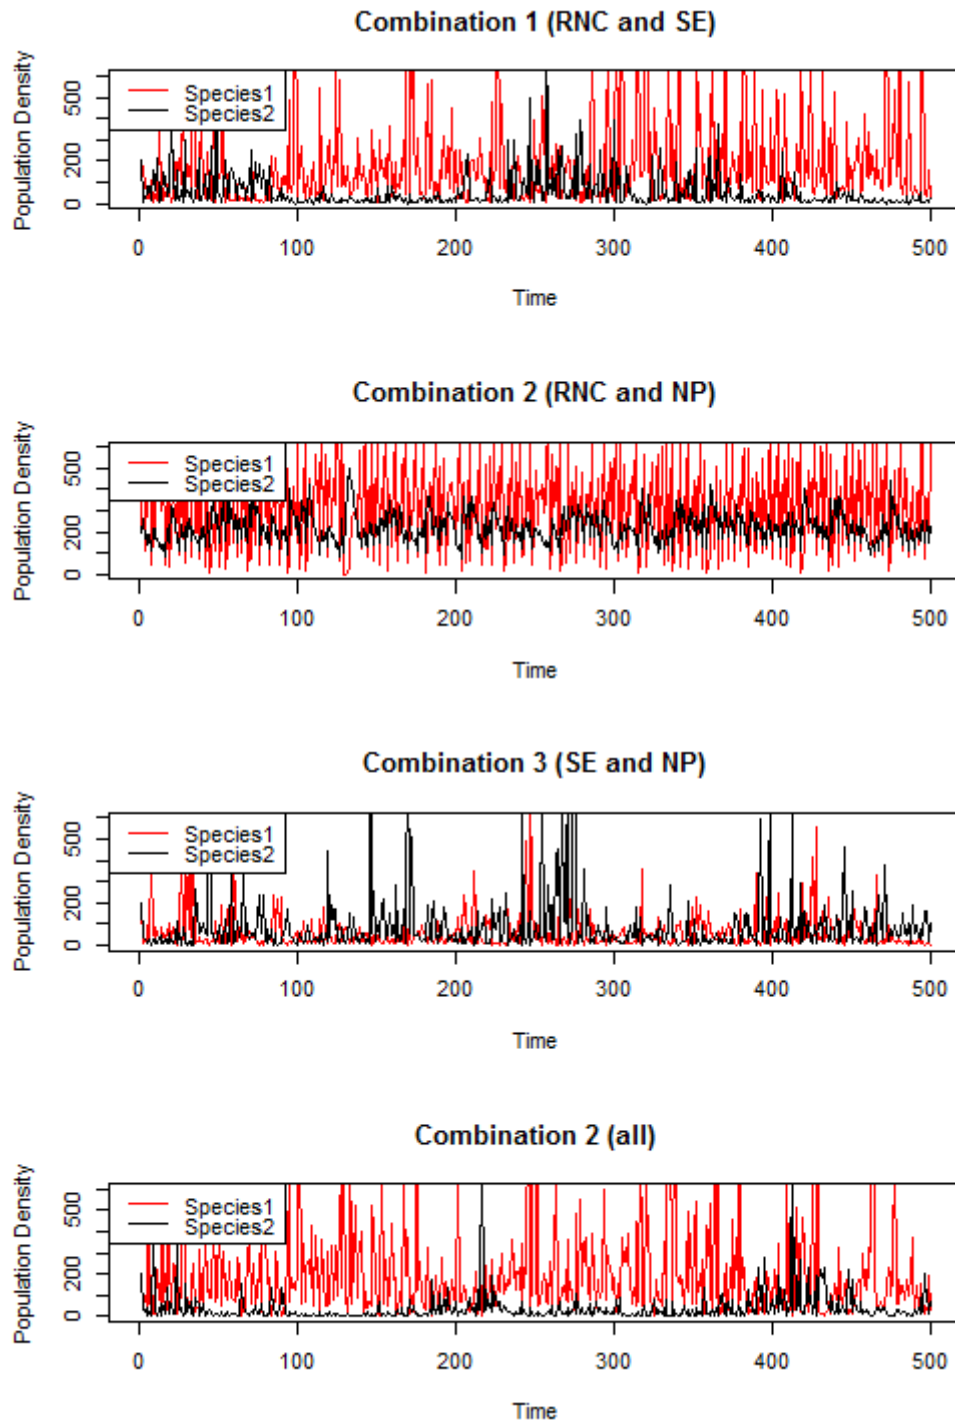 Combination 1 (RNC and SE)
Population Density
500
200
0
Species1
Species2
0 100 200 300 400 500
Time
Combination 2 (RNC and NP)
Population Density
500
200
0
Species1
Species2
0 100 200 300 400 500
Time
Combination 3 (SE and NP)
Population Density
500
200
0
Species1
Species2
0 100 200 300 400 500
Time
Combination 2 (all)
Population Density
500
200
0
Species1
Species2
0 100 200 300 400 500
Time